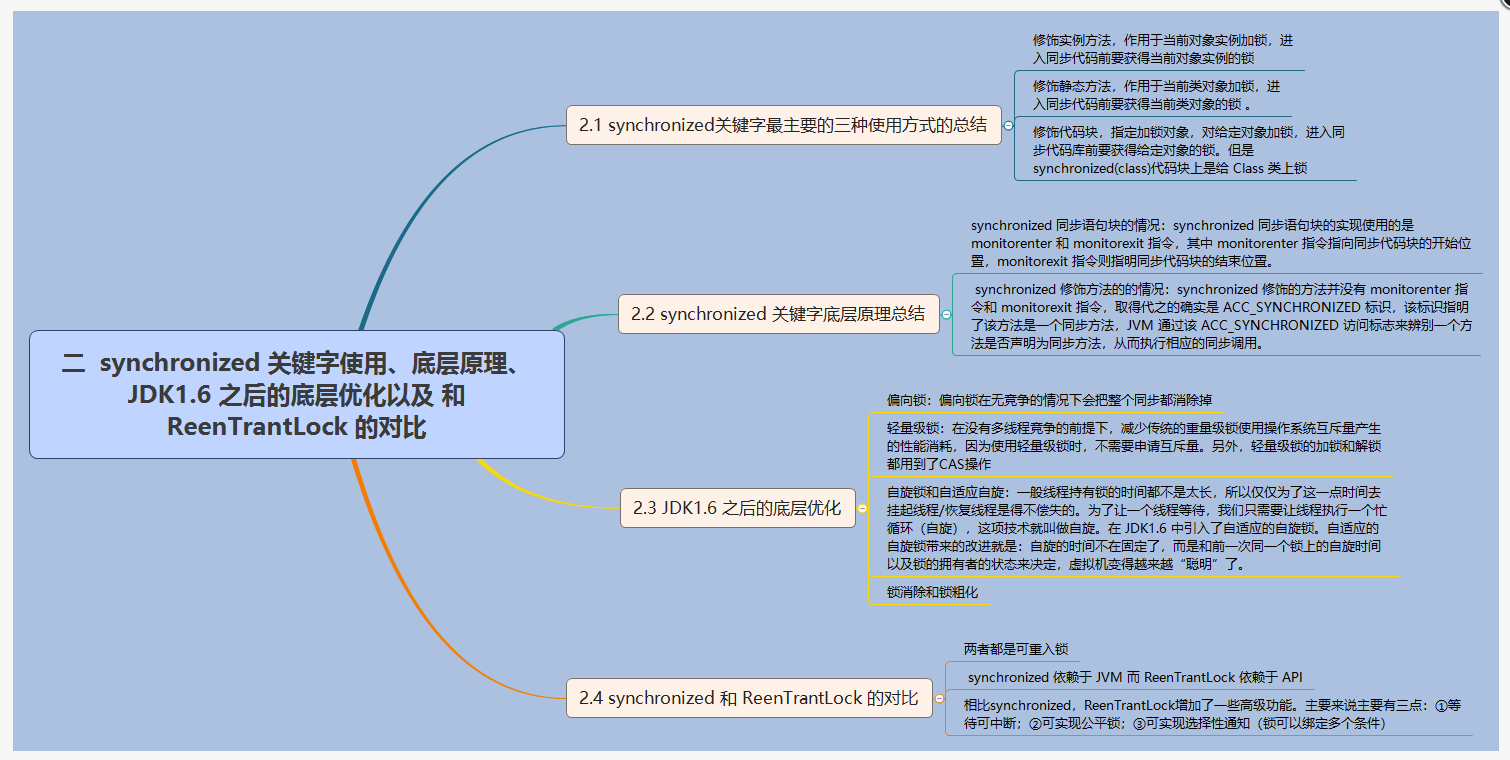 二 synchronized 关键字使用、底层原理、
JDK1.6 之后的底层优化以及 和
ReenTrantLock 的对比
2.1 synchronized关键字最主要的三种使用方式的总结
修饰实例方法，作用于当前对象实例加锁，进
入同步代码前要获得当前对象实例的锁
修饰静态方法，作用于当前类对象加锁，进
入同步代码前要获得当前类对象的锁 。
修饰代码块，指定加锁对象，对给定对象加锁，进入同
步代码库前要获得给定对象的锁。但是
synchronized(class)代码块上是给 Class 类上锁
2.2 synchronized 关键字底层原理总结
synchronized 同步语句块的情况：synchronized 同步语句块的实现使用的是
monitorenter 和 monitorexit 指令，其中 monitorenter 指令指向同步代码块的开始位
置，monitorexit 指令则指明同步代码块的结束位置。
synchronized 修饰方法的的情况：synchronized 修饰的方法并没有 monitorenter 指
令和 monitorexit 指令，取得代之的确实是 ACC_SYNCHRONIZED 标识，该标识指明
了该方法是一个同步方法，JVM 通过该 ACC_SYNCHRONIZED 访问标志来辨别一个方
法是否声明为同步方法，从而执行相应的同步调用。
2.3 JDK1.6 之后的底层优化
偏向锁：偏向锁在无竞争的情况下会把整个同步都消除掉
轻量级锁：在没有多线程竞争的前提下，减少传统的重量级锁使用操作系统互斥量产生
的性能消耗，因为使用轻量级锁时，不需要申请互斥量。另外，轻量级锁的加锁和解锁
都用到了CAS操作
自旋锁和自适应自旋：一般线程持有锁的时间都不是太长，所以仅仅为了这一点时间去
挂起线程/恢复线程是得不偿失的。为了让一个线程等待，我们只需要让线程执行一个忙
循环（自旋），这项技术就叫做自旋。在 JDK1.6 中引入了自适应的自旋锁。自适应的
自旋锁带来的改进就是：自旋的时间不在固定了，而是和前一次同一个锁上的自旋时间
以及锁的拥有者的状态来决定，虚拟机变得越来越“聪明”了。
锁消除和锁粗化
2.4 synchronized 和 ReenTrantLock 的对比
两者都是可重入锁
synchronized 依赖于 JVM 而 ReenTrantLock 依赖于 API
相比synchronized，ReenTrantLock增加了一些高级功能。主要来说主要有三点：①等
待可中断；②可实现公平锁；③可实现选择性通知（锁可以绑定多个条件）